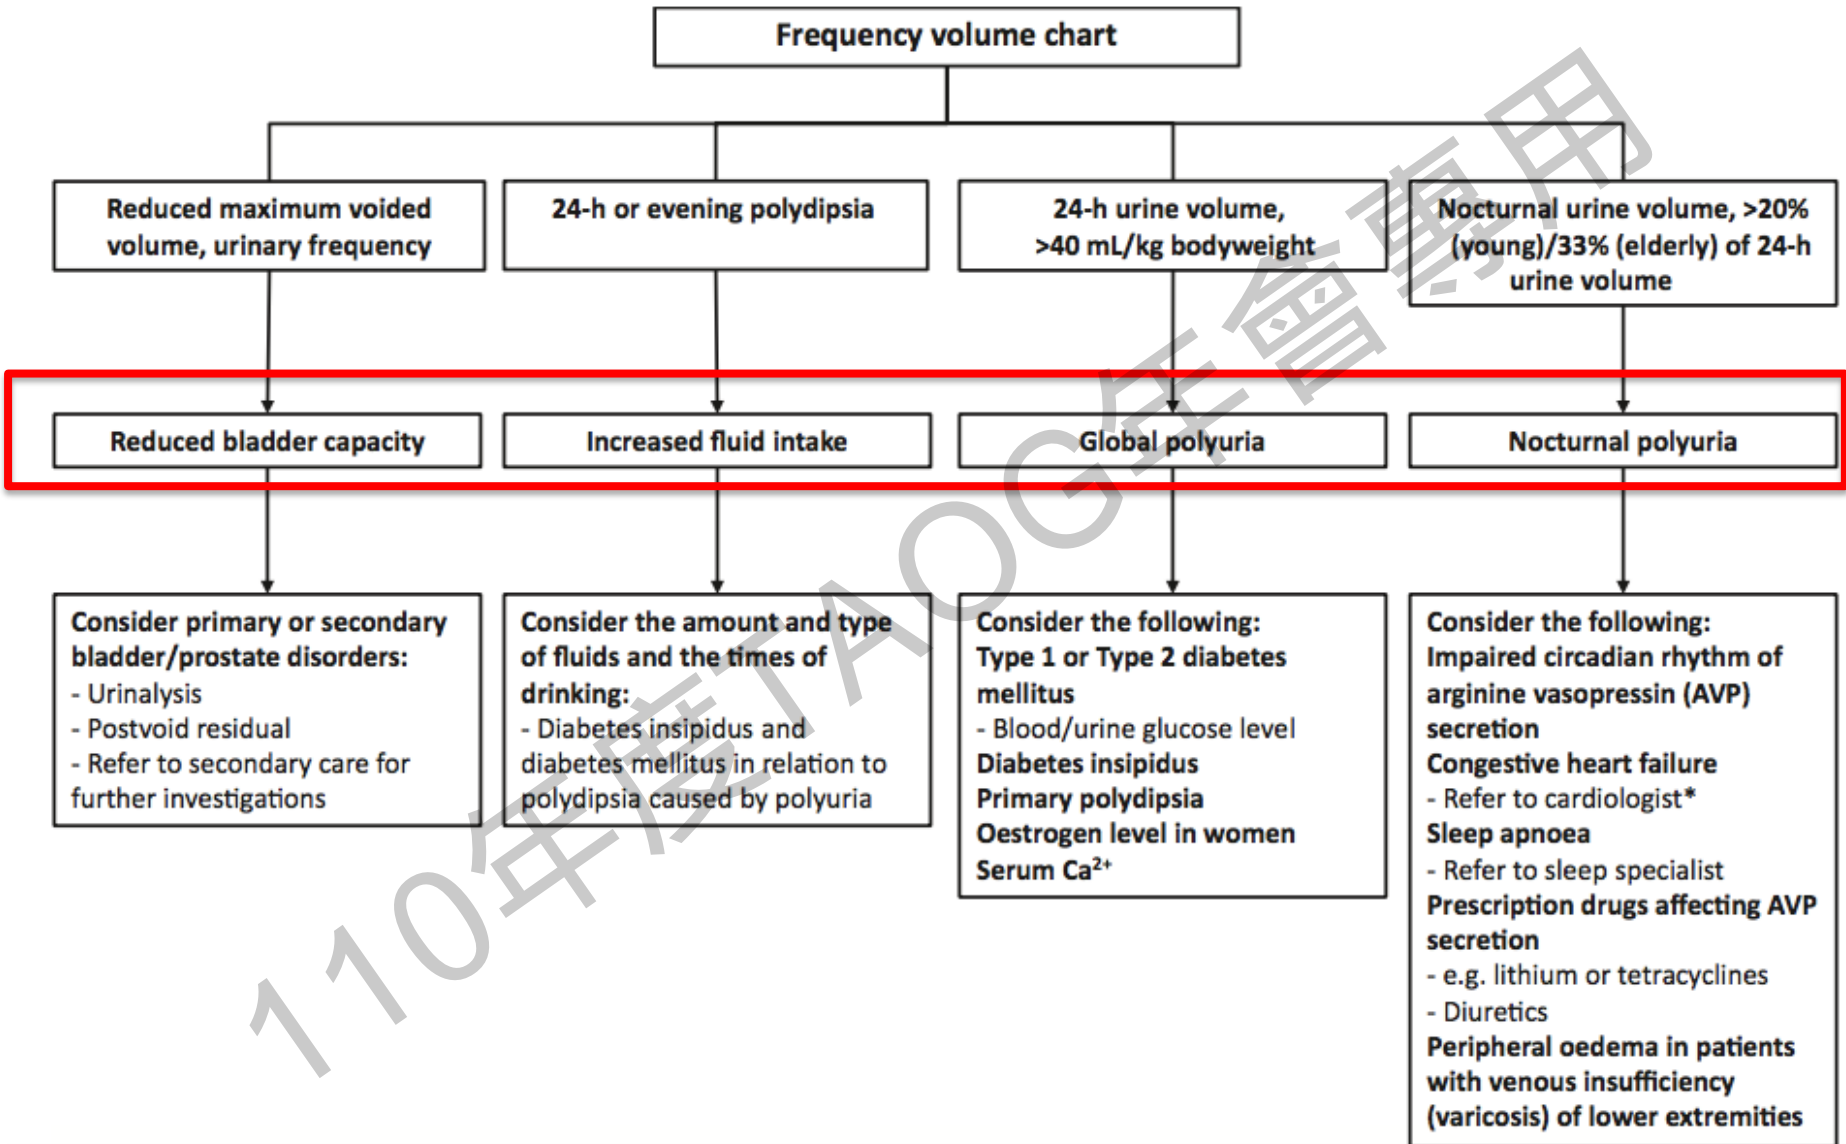 Frequency volume chart
Reduced maximum voided
volume, urinary frequency
24-h or evening polydipsia
24-h urine volume,
>40 mL/kg bodyweight
Nocturnal urine volume, >20%
(young)/33% (elderly) of 24-h
urine volume
Reduced bladder capacity
Increased fluid intake
Global polyuria
Nocturnal polyuria
Consider primary or secondary
bladder/prostate disorders:
- Urinalysis
- Postvoid residual
- Refer to secondary care for
further investigations
Consider the amount and type
of fluids and the times of
drinking:
- Diabetes insipidus and
diabetes mellitus in relation to
polydipsia caused by polyuria
Consider the following:
Type 1 or Type 2 diabetes
mellitus
- Blood/urine glucose level
Diabetes insipidus
Primary polydipsia
Oestrogen level in women
Serum Ca²⁺
Consider the following:
Impaired circadian rhythm of
arginine vasopressin (AVP)
secretion
Congestive heart failure
- Refer to cardiologist*
Sleep apnoea
- Refer to sleep specialist
Prescription drugs affecting AVP
secretion
- e.g. lithium or tetracyclines
- Diuretics
Peripheral oedema in patients
with venous insufficiency
(varicosis) of lower extremities
110年度TAOG年會專用